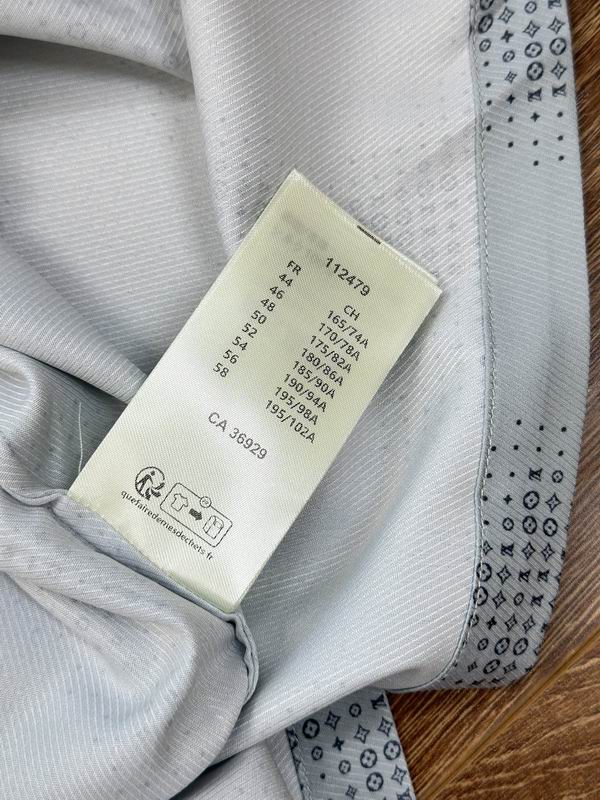 112479
FR CH
44 165/74A
46 170/78A
48 175/82A
50 180/86A
52 185/90A
54 190/94A
56 195/98A
58 195/102A
CA 36929
FR
quefairedemesdechets.fr